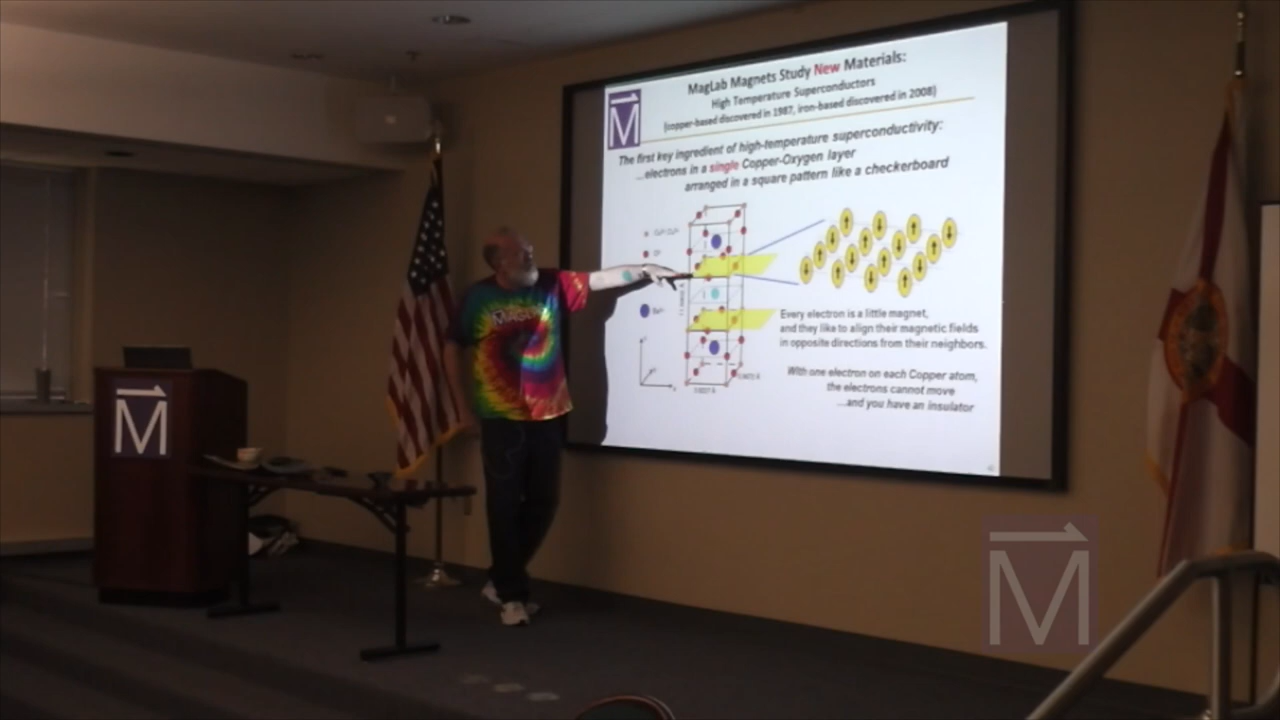 MagLab Magnets Study New Materials:
High Temperature Superconductors
(copper-based discovered in 1987, iron-based discovered in 2008)
The first key ingredient of high-temperature superconductivity:
...electrons in a single Copper-Oxygen layer
arranged in a square pattern like a checkerboard
Every electron is a little magnet,
and they like to align their magnetic fields
in opposite directions from their neighbors.
With one electron on each Copper atom,
the electrons cannot move
...and you have an insulator
M
M
M